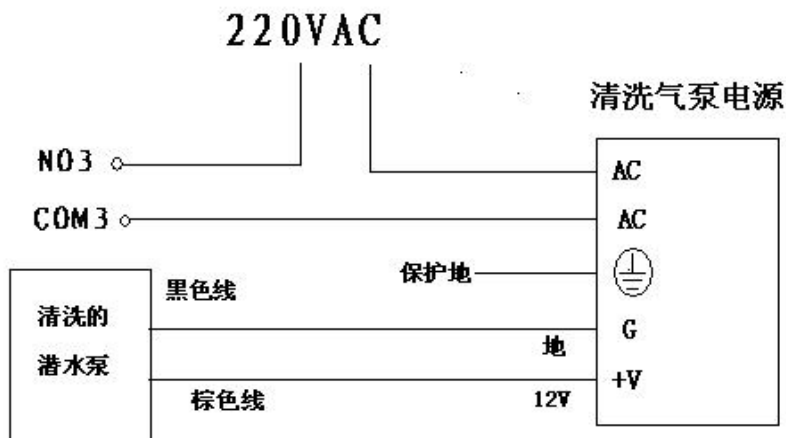 220VAC
清洗气泵电源
NO3
AC
COM3
AC
保护地
黑色线
清洗的
潜水泵
地
G
棕色线
12V
+V